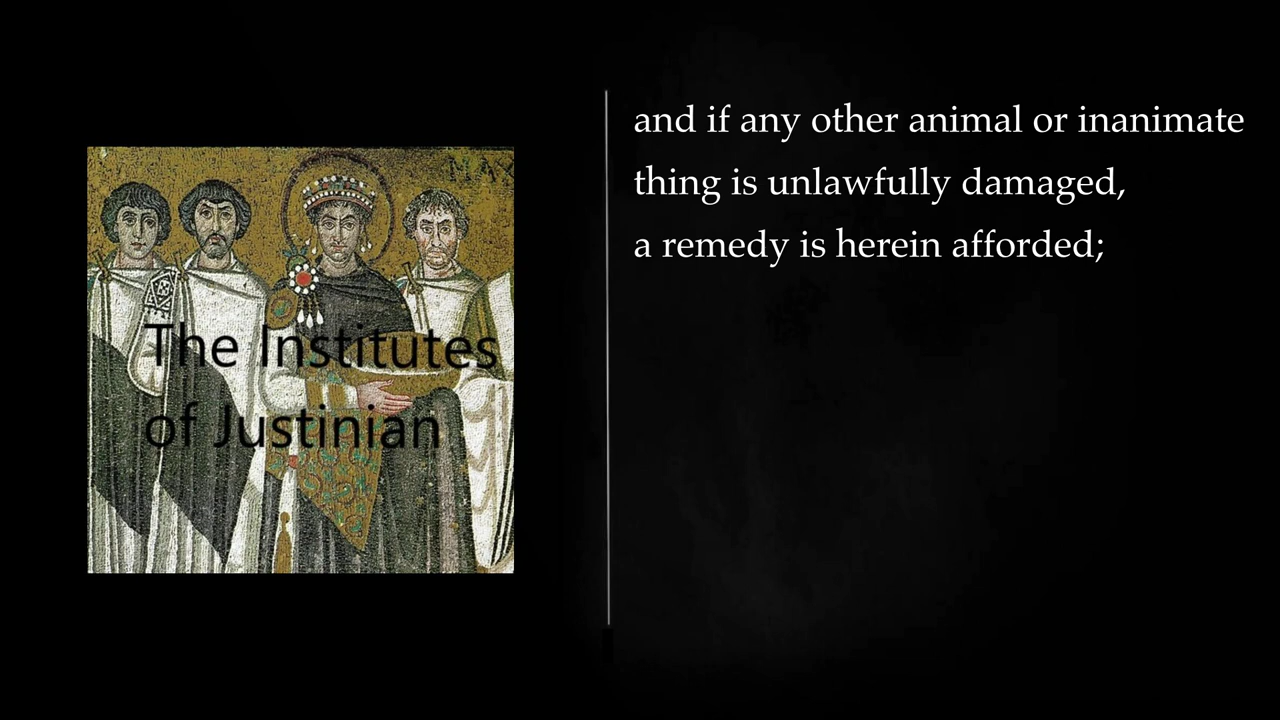 MAX
The Institutes
of Justinian
and if any other animal or inanimate
thing is unlawfully damaged,
a remedy is herein afforded;